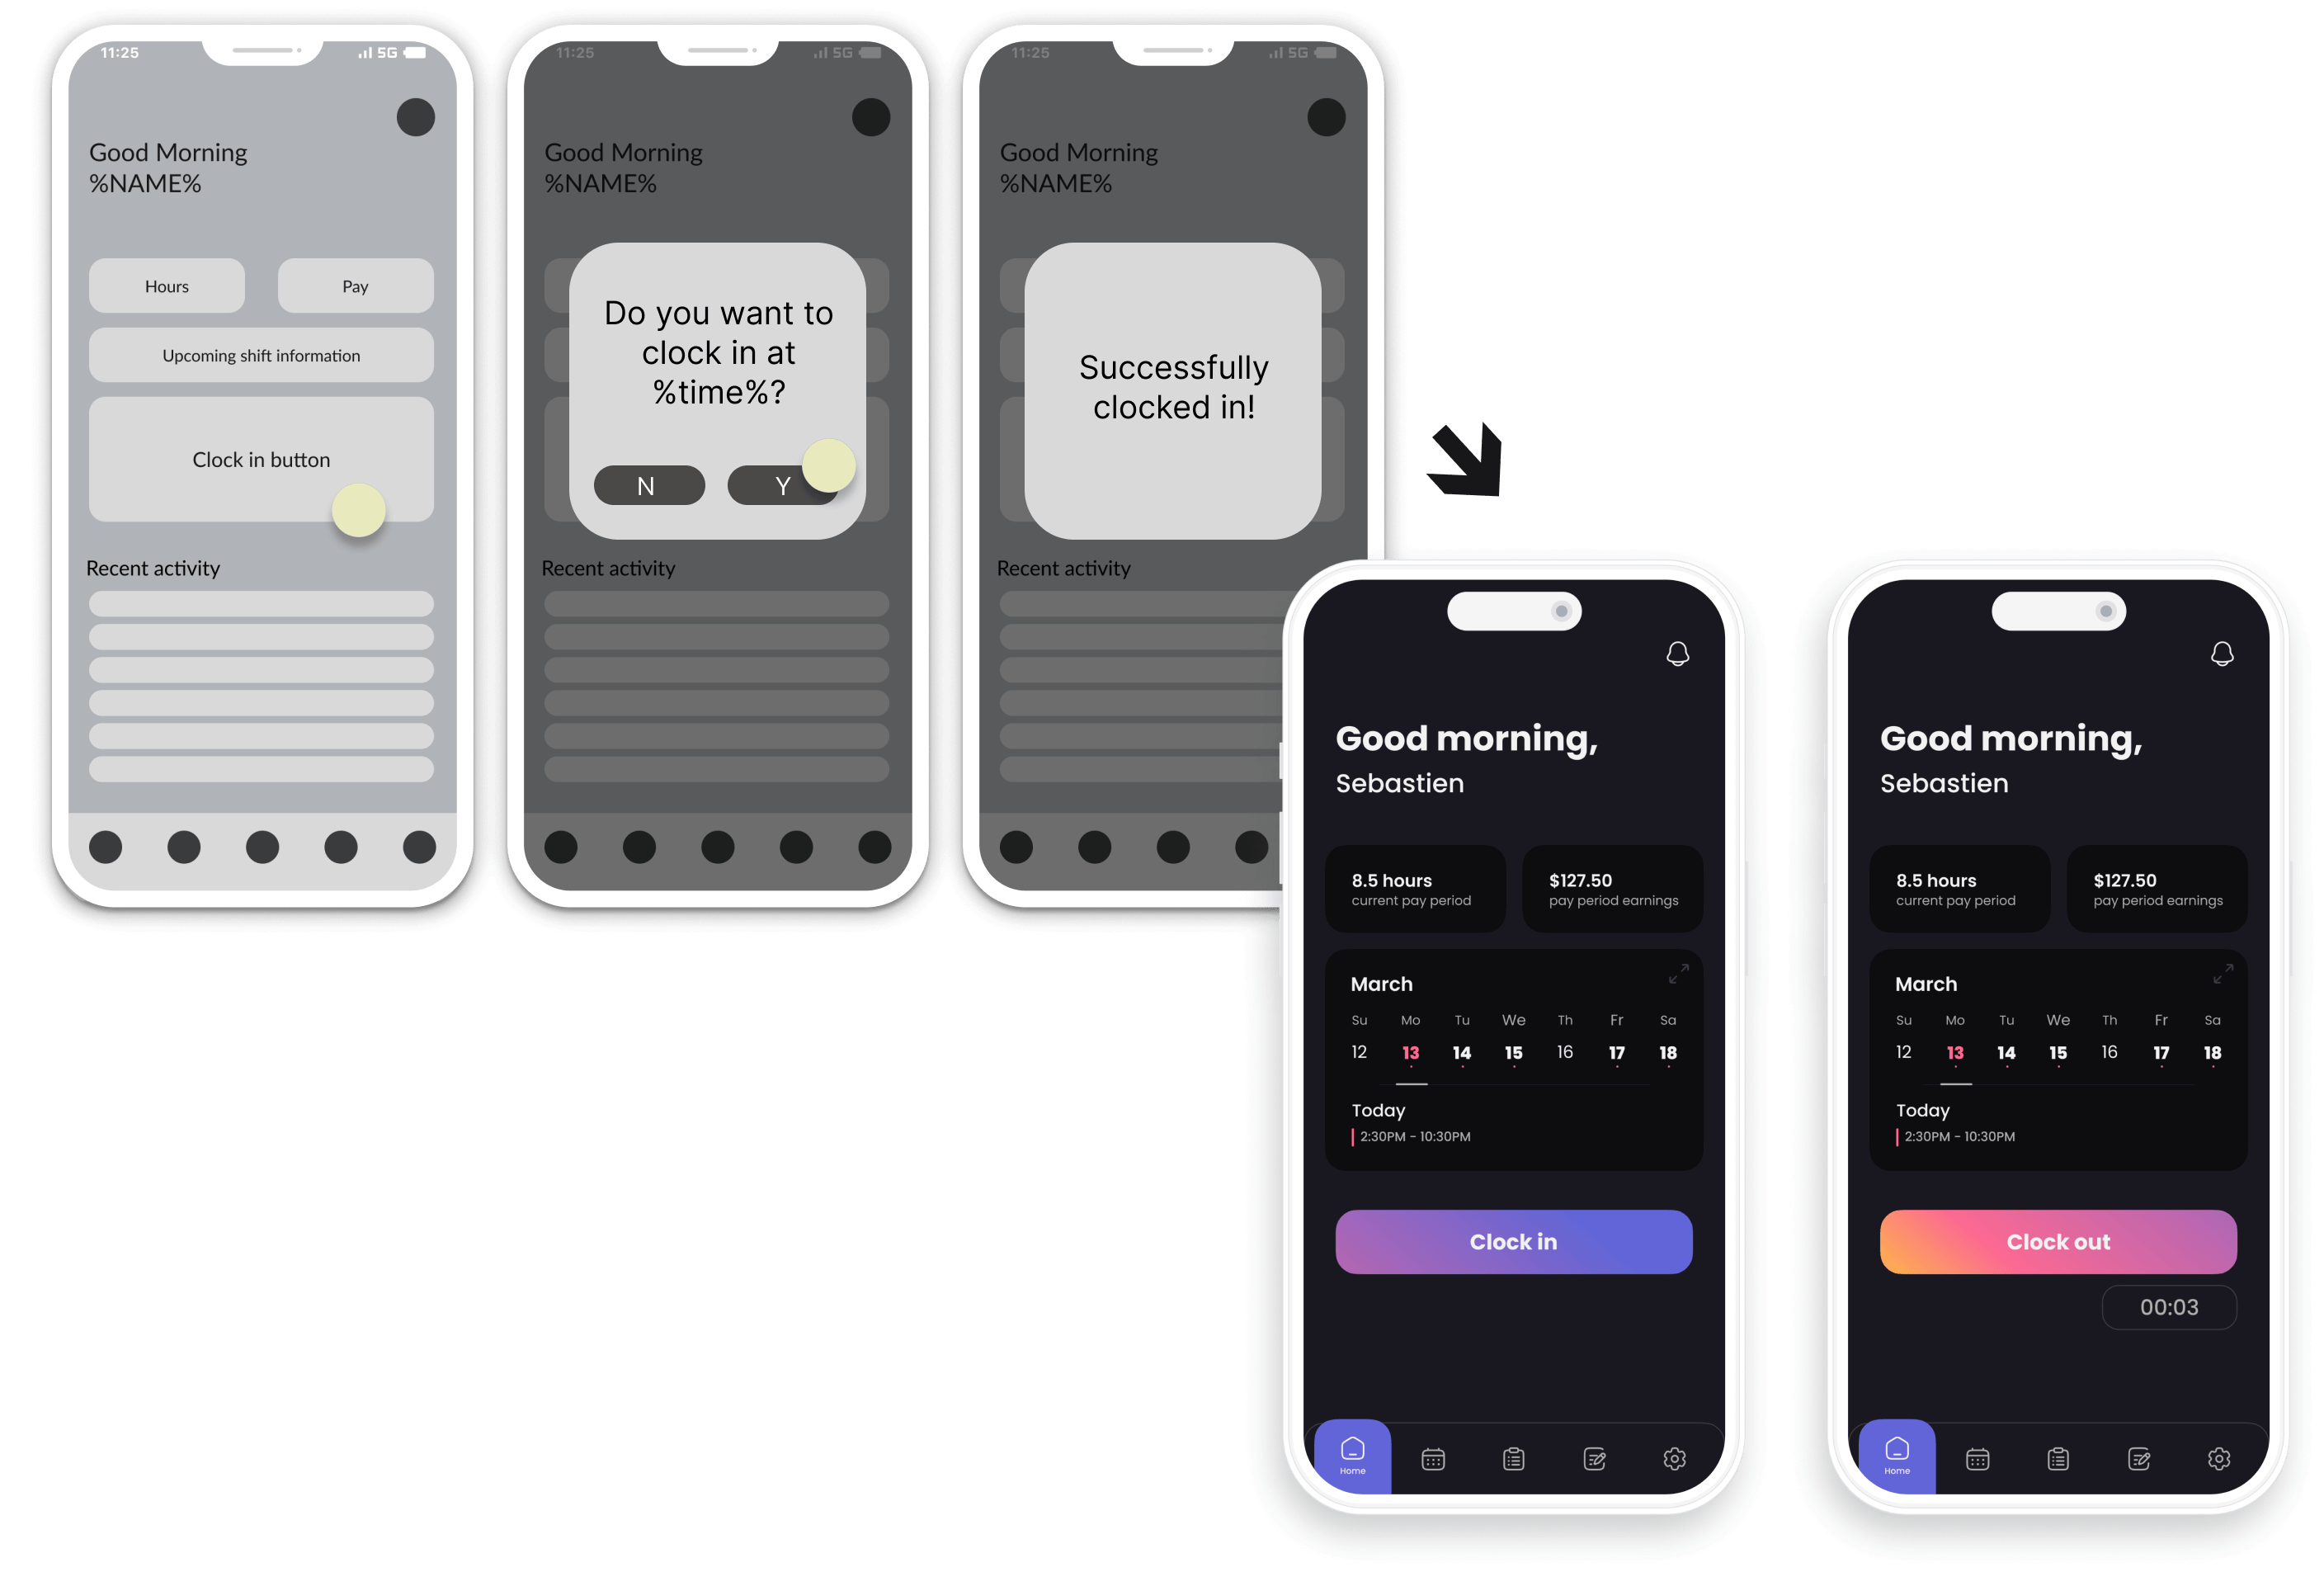 11:25 5G
Good Morning
%NAME%
Hours
Pay
Upcoming shift information
Clock in button
Recent activity
11:25 5G
Good Morning
%NAME%
Do you want to
clock in at
%time%?
N
Y
Recent activity
11:25 5G
Good Morning
%NAME%
Successfully
clocked in!
Recent activity
Good morning,
Sebastien
8.5 hours
current pay period
$127.50
pay period earnings
March
Su Mo Tu We Th Fr Sa
12 13 14 15 16 17 18
Today
2:30PM - 10:30PM
Clock in
Home
Good morning,
Sebastien
8.5 hours
current pay period
$127.50
pay period earnings
March
Su Mo Tu We Th Fr Sa
12 13 14 15 16 17 18
Today
2:30PM - 10:30PM
Clock out
00:03
Home